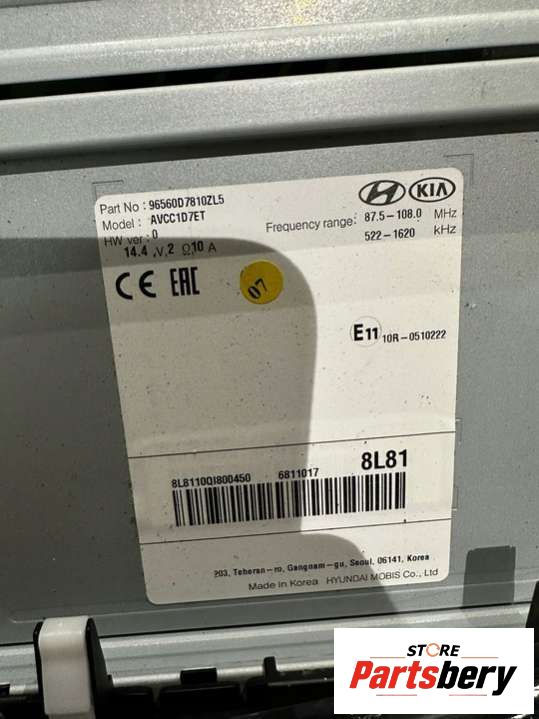 Part No : 96560D7810ZL5
Model : AVCC1D7ET
HW ver : 0
14.4 .V,2 Ω,10 A
HYUNDAI KIA
Frequency range: 87.5-108.0 MHz
522-1620 kHz
CE EAC
07
E11 10R-0510222
8L8110QI800450 6811017 8L81
203, Teheran-ro, Gangnam-gu, Seoul, 06141, Korea
Made in Korea HYUNDAI MOBIS Co., Ltd
STORE
Partsbery